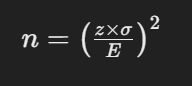 n = (z×σ / E)²